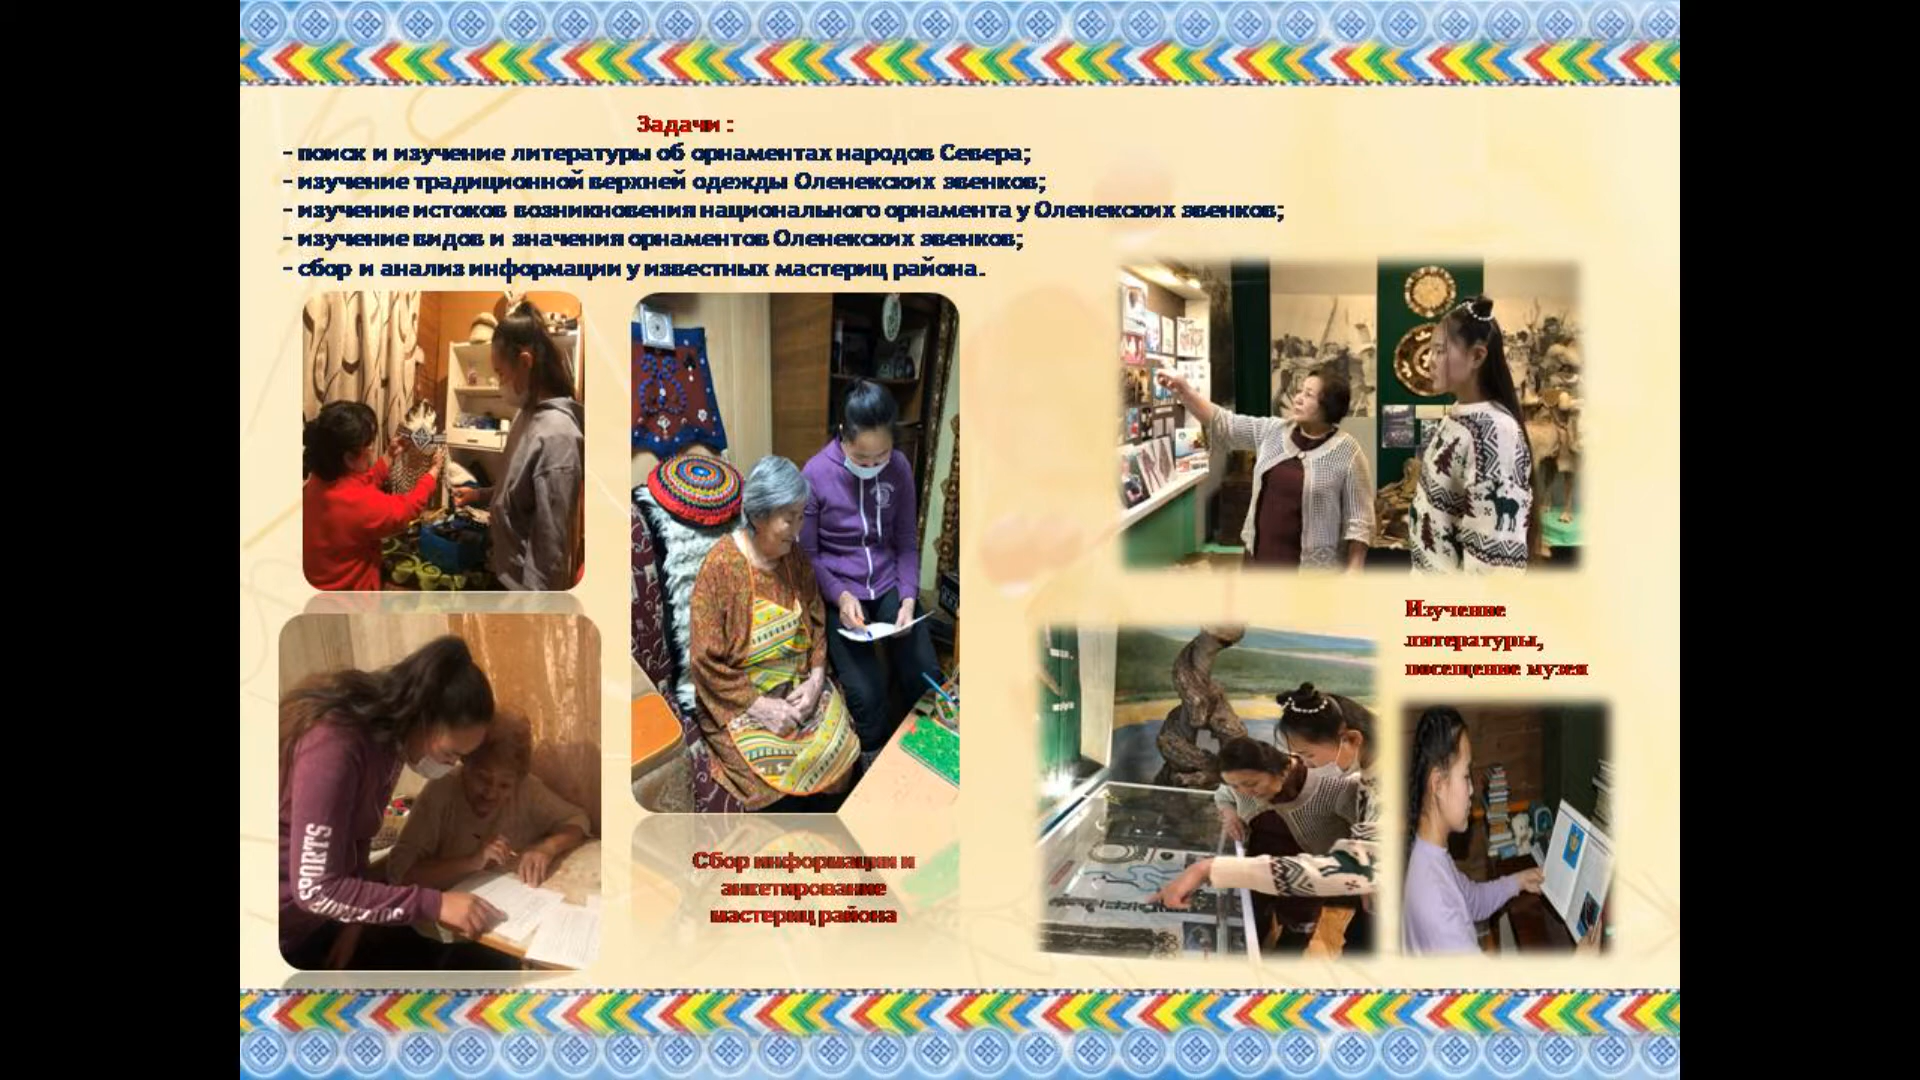 Задачи :
- поиск и изучение литературы об орнаментах народов Севера;
- изучение традиционной верхней одежды Оленекских эвенков;
- изучение истоков возникновения национального орнамента у Оленекских эвенков;
- изучение видов и значения орнаментов Оленекских эвенков;
- сбор и анализ информации у известных мастериц района.
Изучение
литературы,
посещение музея
Сбор информации и
анкетирование
мастериц района
SPORTS